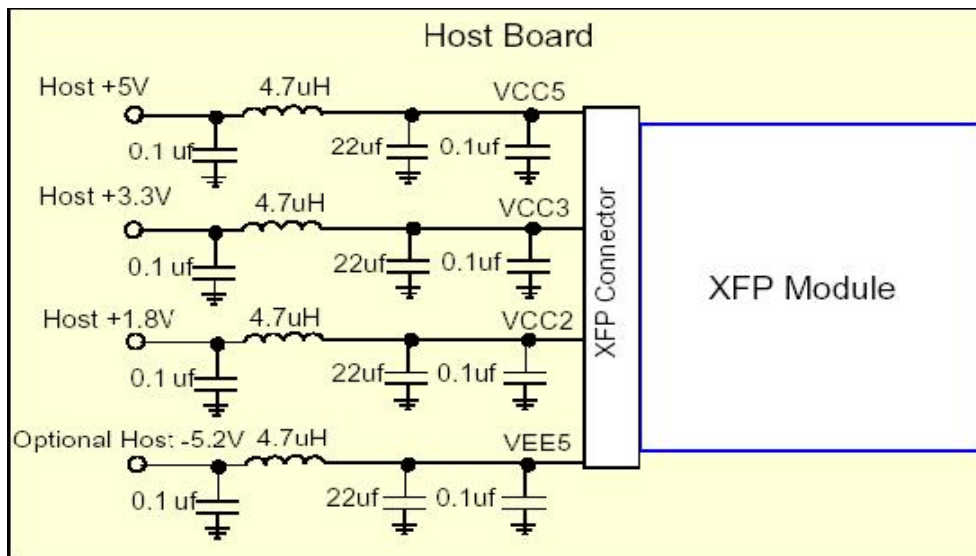 Host Board
Host +5V
4.7uH
VCC5
0.1 uf
22uf
0.1uf
Host +3.3V
4.7uH
VCC3
0.1 uf
22uf
0.1uf
Host +1.8V
4.7uH
VCC2
0.1 uf
22uf
0.1uf
Optional Host -5.2V
4.7uH
VEE5
0.1 uf
22uf
0.1uf
XFP Connector
XFP Module